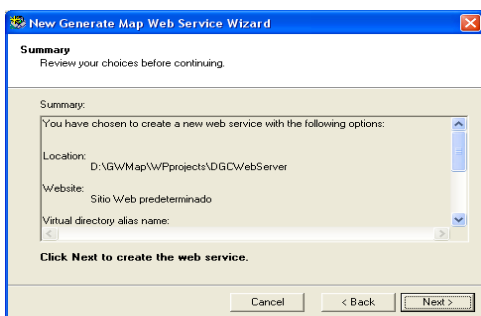 New Generate Map Web Service Wizard
Summary
Review your choices before continuing.
Summary:
You have chosen to create a new web service with the following options:
Location:
D:\GWMap\WPprojects\DGCWebServer
Website:
Sitio Web predeterminado
Virtual directory alias name:
Click Next to create the web service.
Cancel
< Back
Next >